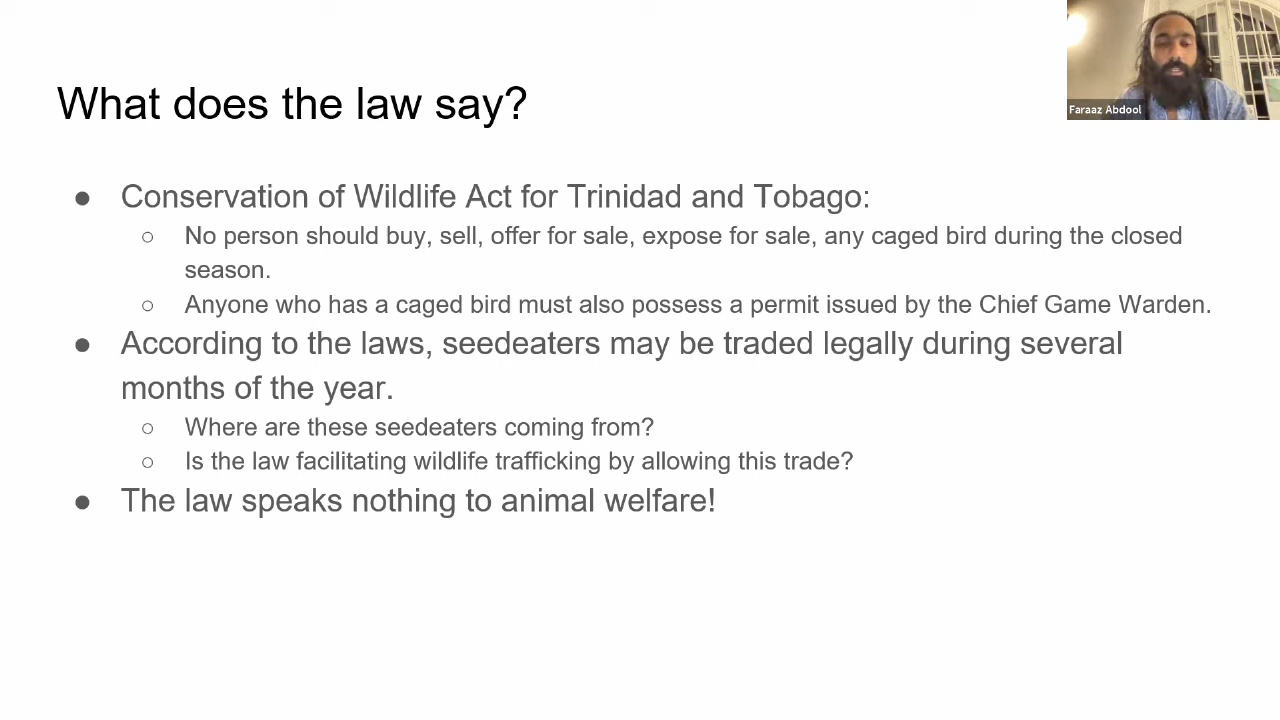 Faraaz Abdool
What does the law say?
● Conservation of Wildlife Act for Trinidad and Tobago:
○ No person should buy, sell, offer for sale, expose for sale, any caged bird during the closed
season.
○ Anyone who has a caged bird must also possess a permit issued by the Chief Game Warden.
● According to the laws, seedeaters may be traded legally during several
months of the year.
○ Where are these seedeaters coming from?
○ Is the law facilitating wildlife trafficking by allowing this trade?
● The law speaks nothing to animal welfare!